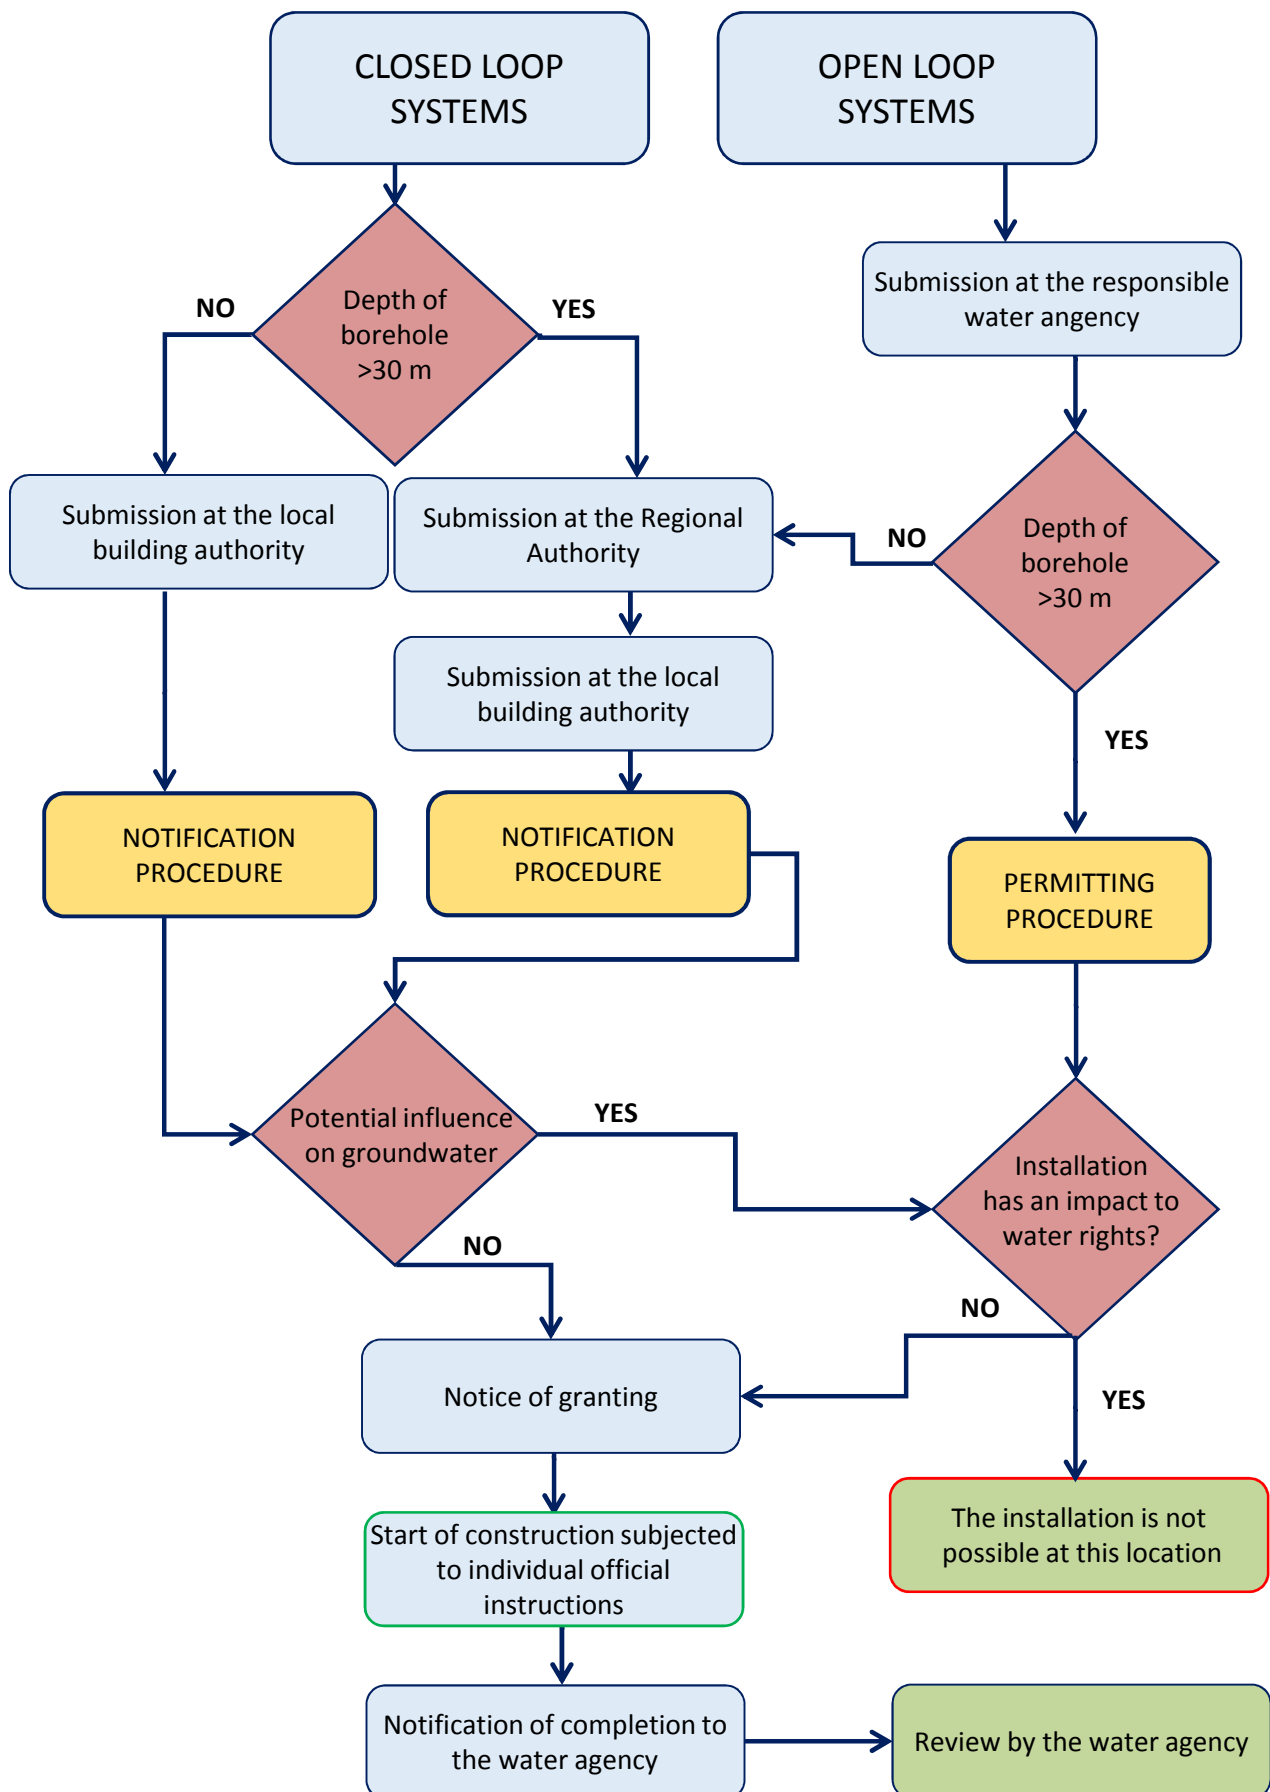 CLOSED LOOP
SYSTEMS
OPEN LOOP
SYSTEMS
Submission at the responsible
water angency
NO
Depth of
borehole
>30 m
YES
Submission at the local
building authority
Submission at the Regional
Authority
NO
Depth of
borehole
>30 m
Submission at the local
building authority
YES
NOTIFICATION
PROCEDURE
NOTIFICATION
PROCEDURE
PERMITTING
PROCEDURE
Potential influence
on groundwater
YES
Installation
has an impact to
water rights?
NO
NO
Notice of granting
YES
Start of construction subjected
to individual official
instructions
The installation is not
possible at this location
Notification of completion to
the water agency
Review by the water agency